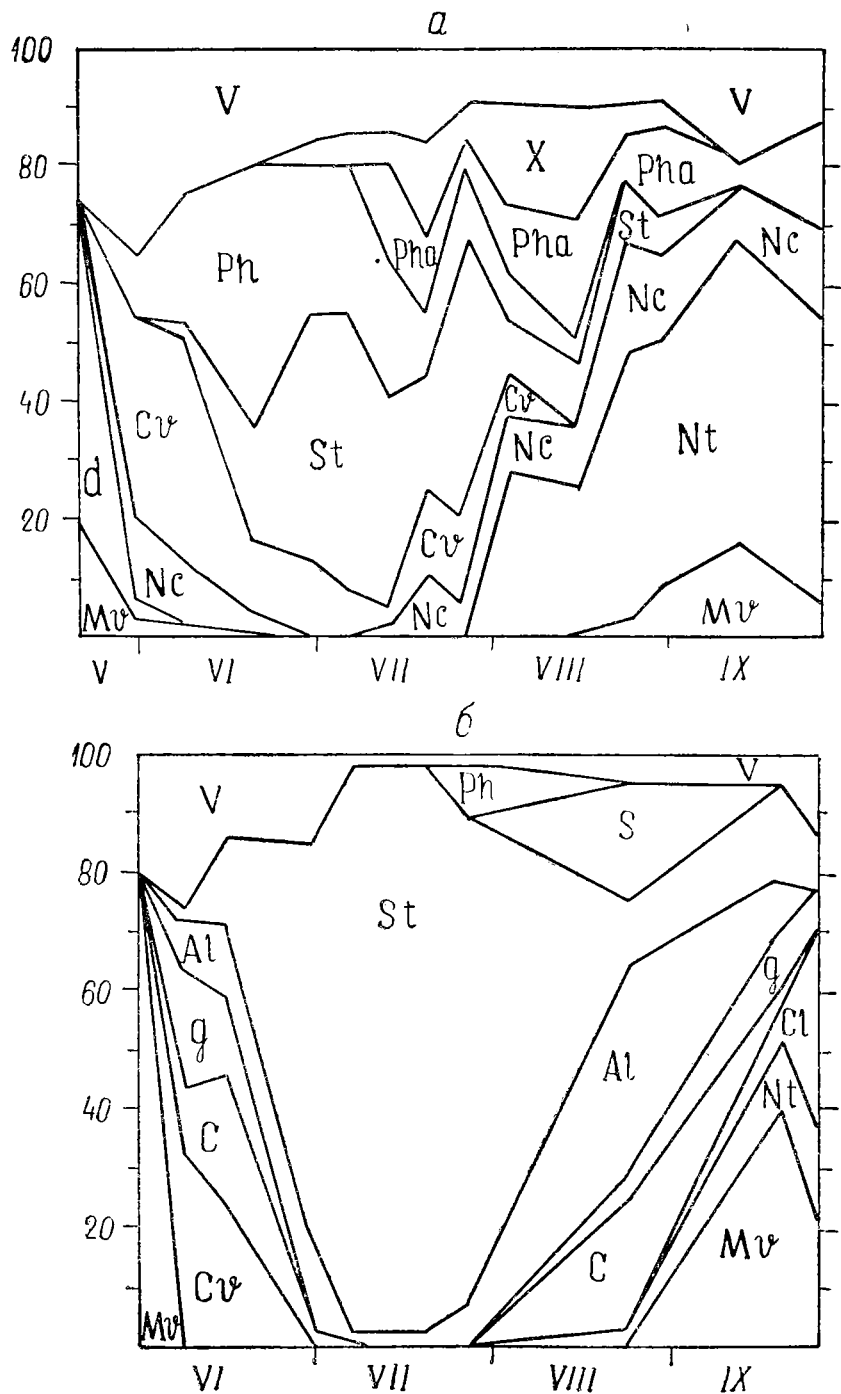 а
100
V
V
80
X
Pha
Ph
Pha
Pha
St
Nc
60
Nc
40
Cv
Cv
St
Nc
Nt
d
20
Cv
Nc
Mv
Nc
Mv
V VI VII VIII IX
б
100
V
V
Ph
S
80
St
Al
60
g
g
Cl
Al
Nt
40
C
20
Mv
C
Cv
Mv
VI VII VIII IX